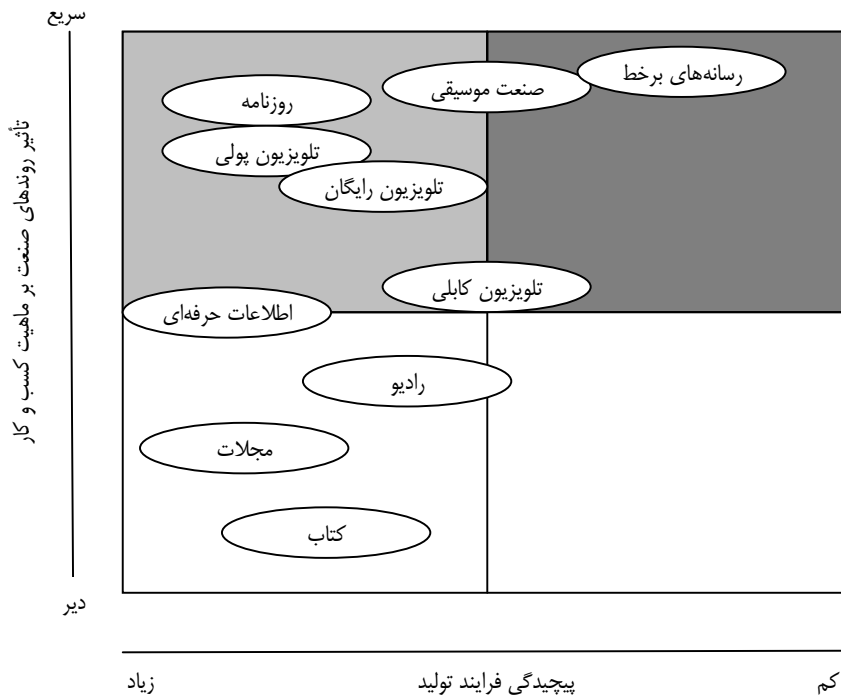 سریع
رسانه‌های برخط
صنعت موسیقی
روزنامه
تلویزیون پولی
تلویزیون رایگان
تأثیر روندهای صنعت بر ماهیت کسب و کار
تلویزیون کابلی
اطلاعات حرفه‌ای
رادیو
مجلات
کتاب
دیر
کم
پیچیدگی فرایند تولید
زیاد